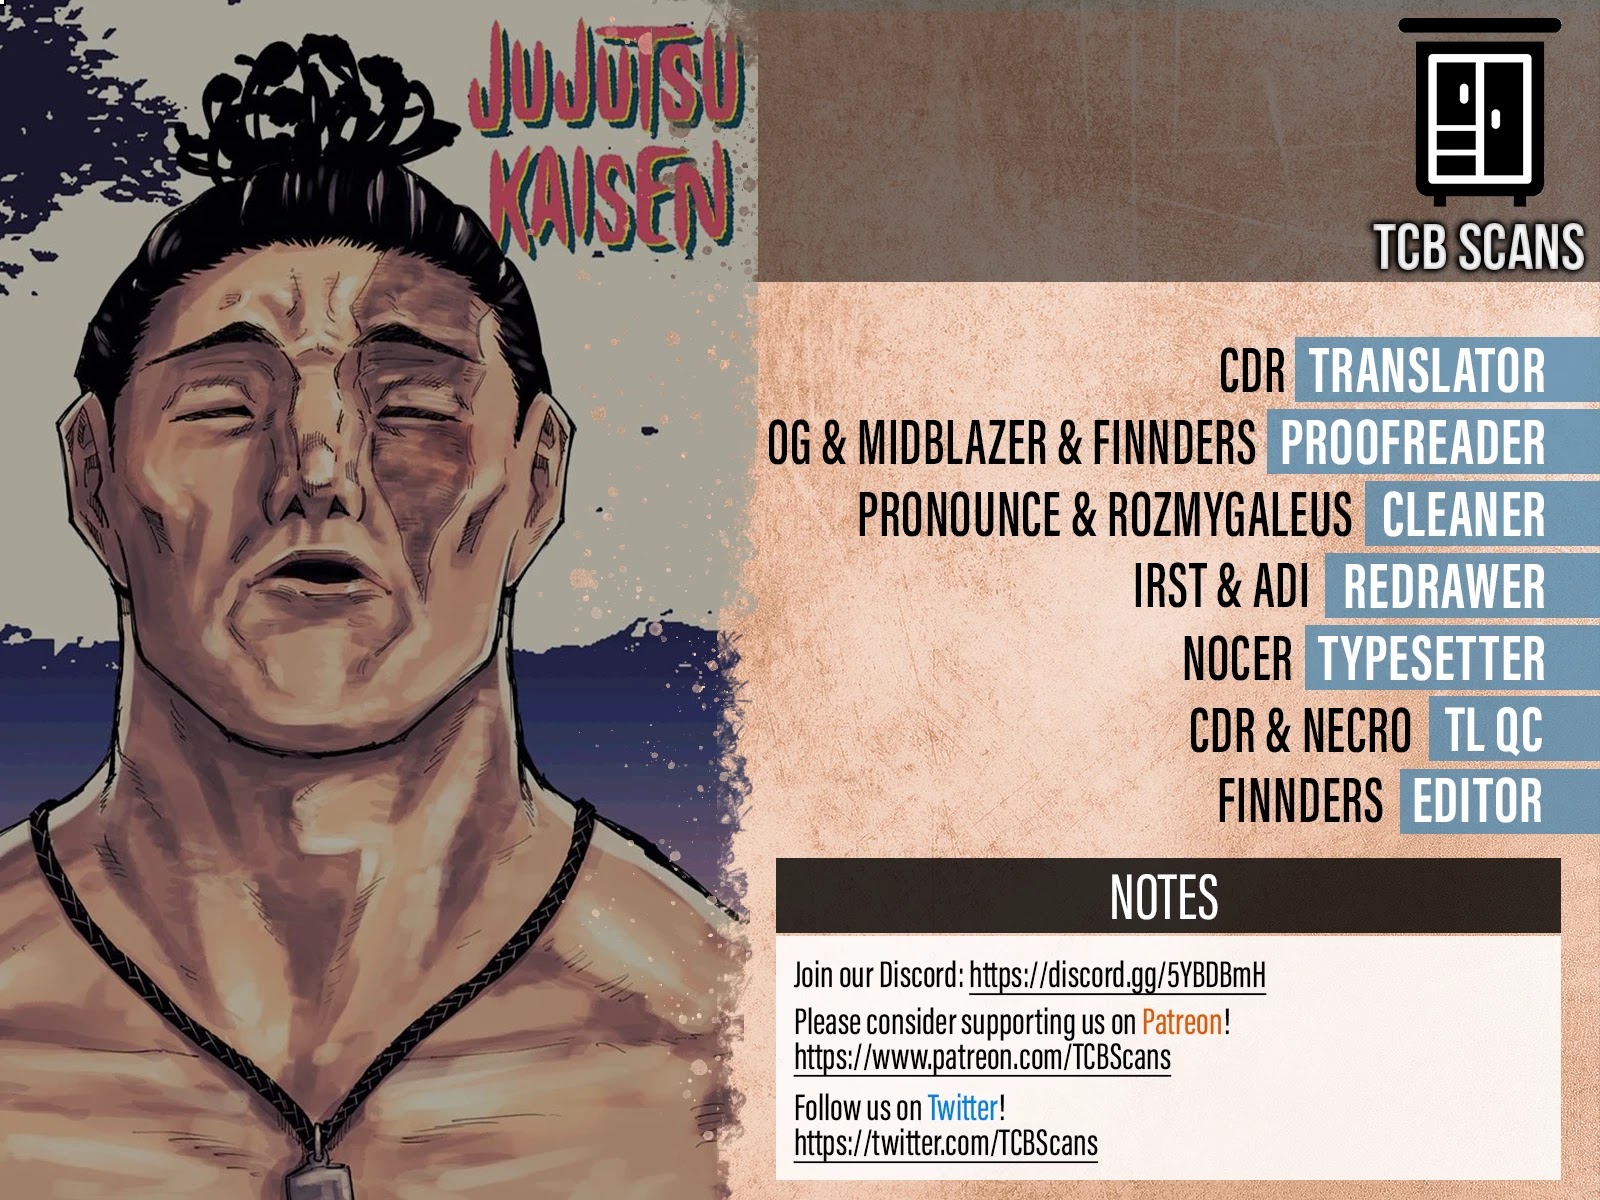 JUJUTSU
KAISEN
TCB SCANS
CDR TRANSLATOR
OG & MIDBLAZER & FINNDERS PROOFREADER
PRONOUNCE & ROZMYGALEUS CLEANER
IRST & ADI REDRAWER
NOCER TYPESETTER
CDR & NECRO TL QC
FINNDERS EDITOR
NOTES
Join our Discord: https://discord.gg/5YBDBmH
Please consider supporting us on Patreon!
https://www.patreon.com/TCBScans
Follow us on Twitter!
https://twitter.com/TCBScans